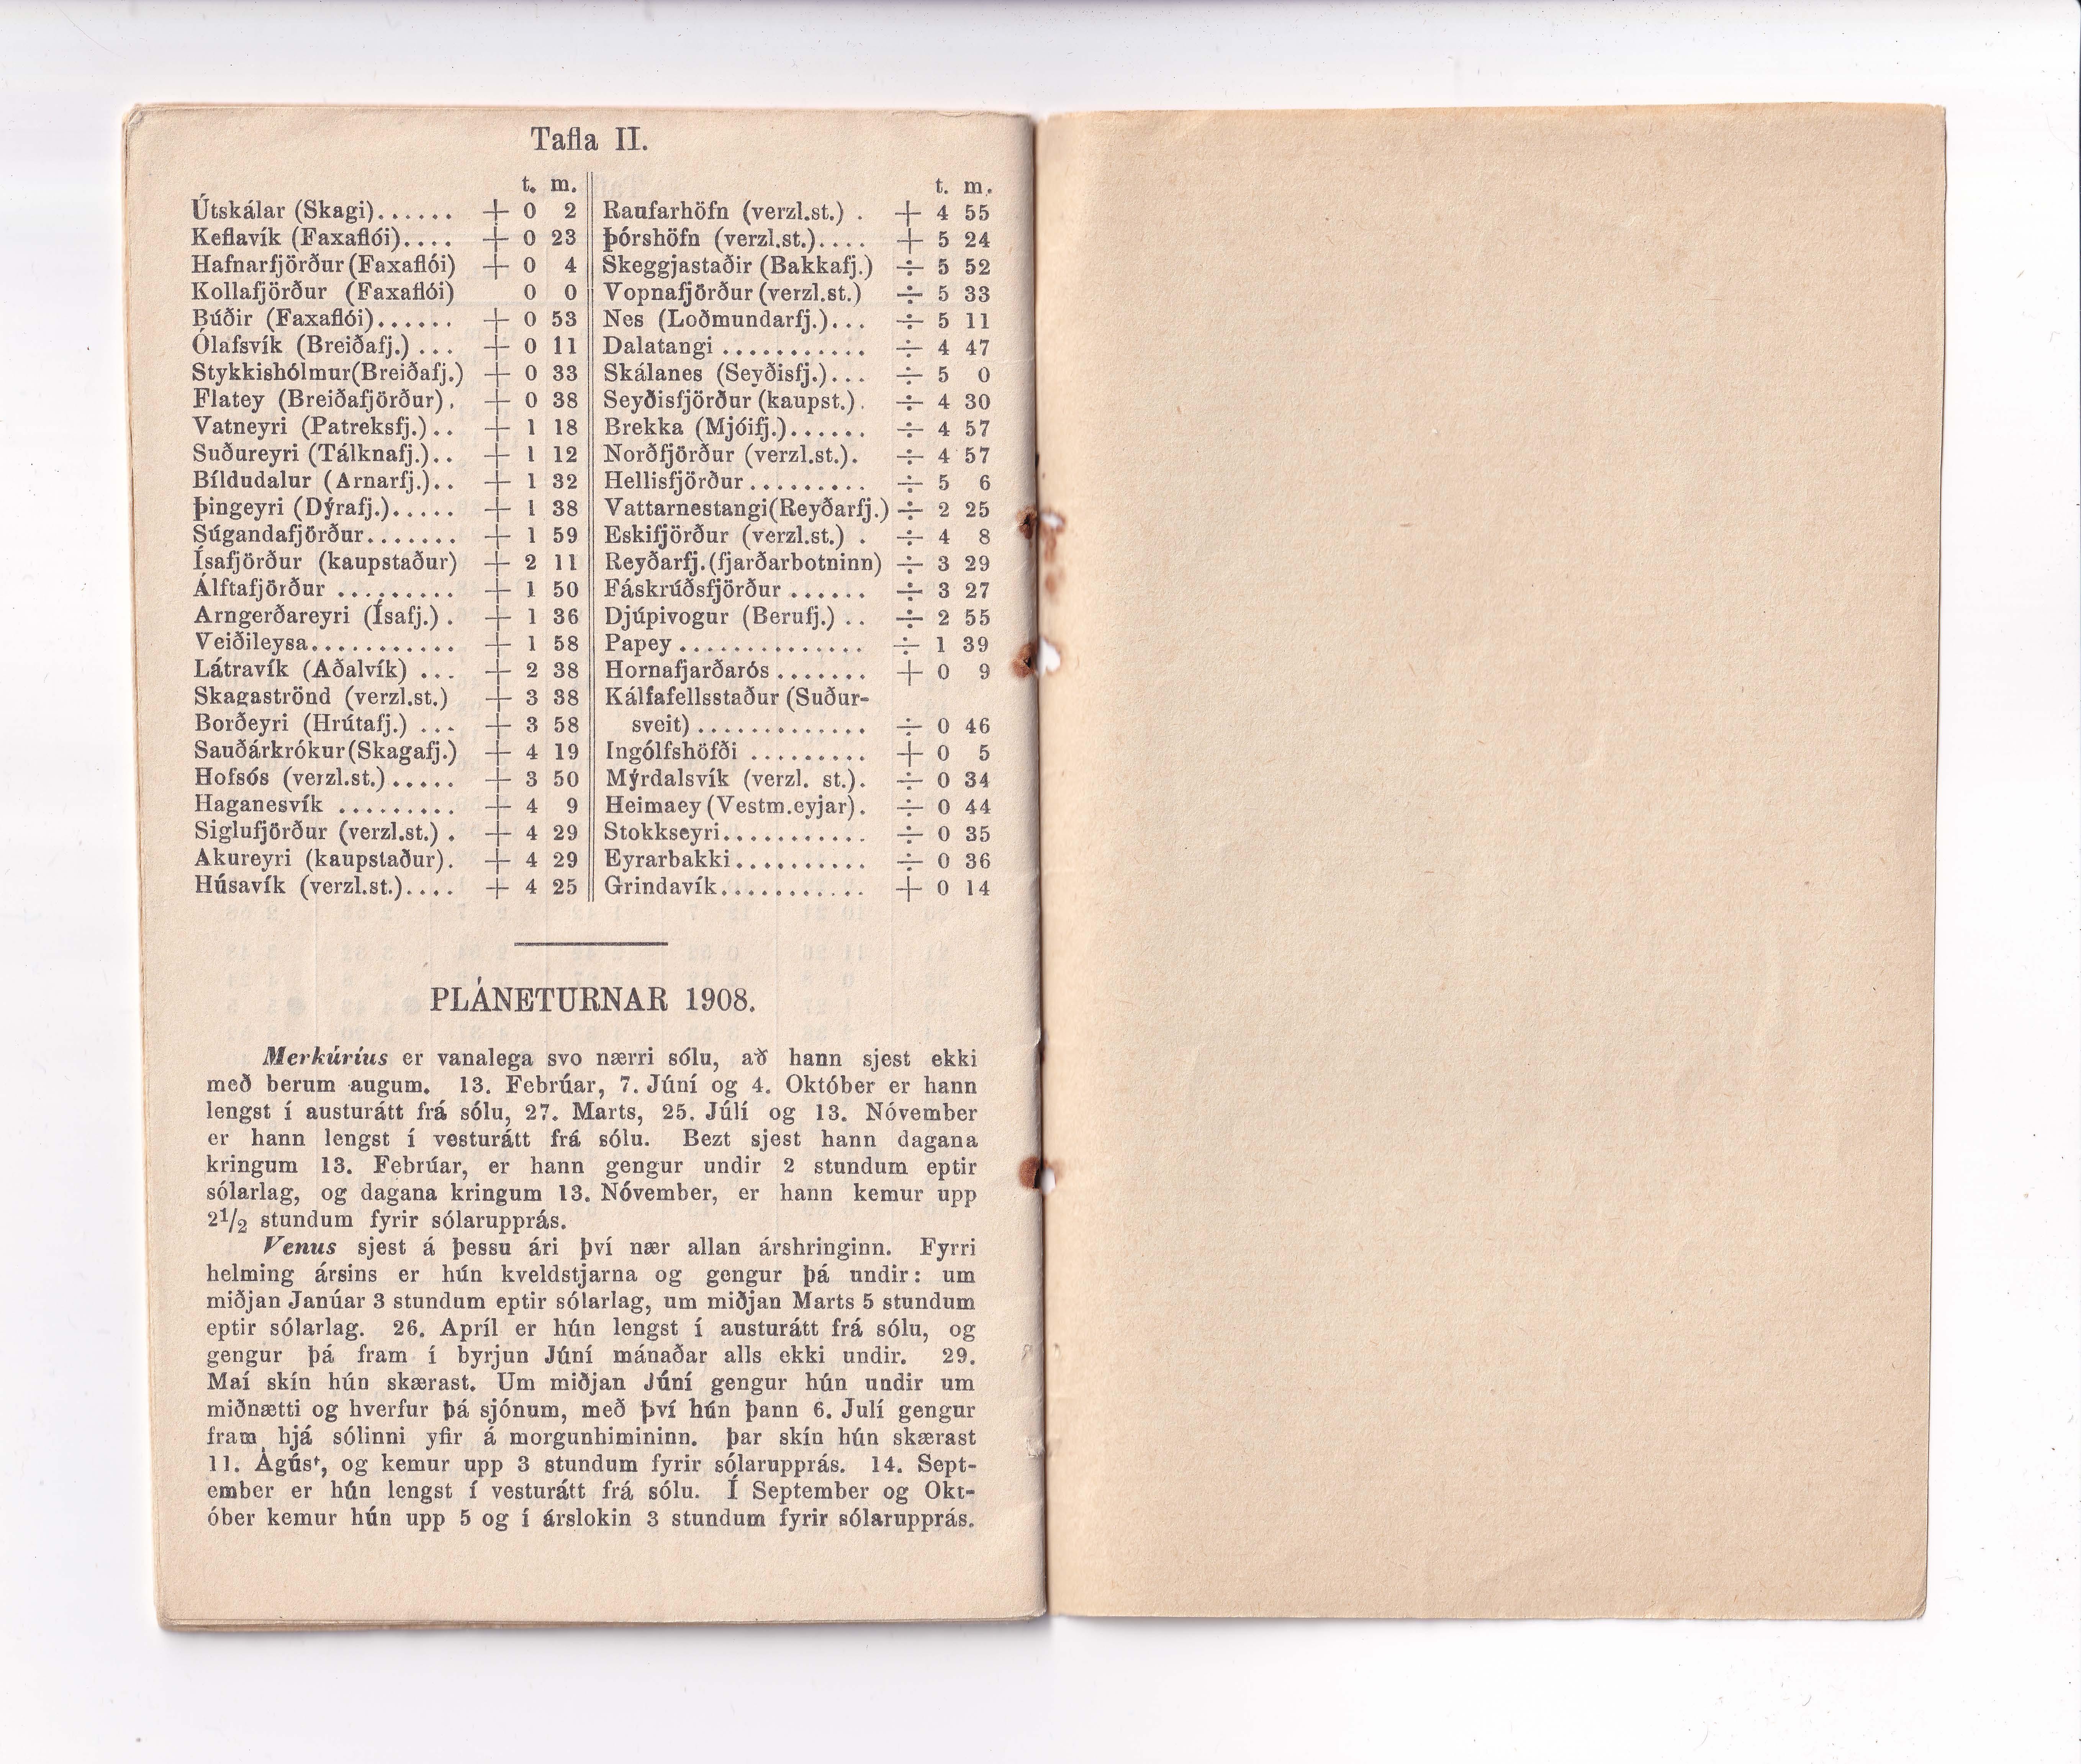 Tafla II.
t. m.
Útskálar (Skagi)...... + 0 2
Keflavík (Faxaflói).... + 0 23
Hafnarfjörður (Faxaflói) + 0 4
Kollafjörður (Faxaflói) 0 0
Búðir (Faxaflói)...... + 0 53
Ólafsvík (Breiðafj.) ... + 0 11
Stykkishólmur(Breiðafj.) + 0 33
Flatey (Breiðafjörður). + 0 38
Vatneyri (Patreksfj.).. + 1 18
Suðureyri (Tálknafj.).. + 1 12
Bíldudalur (Arnarfj.).. + 1 32
Þingeyri (Dýrafj.)..... + 1 38
Súgandafjörður....... + 1 59
Ísafjörður (kaupstaður) + 2 11
Álftafjörður ......... + 1 50
Arngerðareyri (Ísafj.) . + 1 36
Veiðileysa........... + 1 58
Látravík (Aðalvík) ... + 2 38
Skagaströnd (verzl.st.) + 3 38
Borðeyri (Hrútafj.) ... + 3 58
Sauðárkrókur (Skagafj.) + 4 19
Hofsós (verzl.st.)..... + 3 50
Haganesvík ......... + 4 9
Siglufjörður (verzl.st.) . + 4 29
Akureyri (kaupstaður). + 4 29
Húsavík (verzl.st.).... + 4 25
t. m.
Raufarhöfn (verzl.st.) . + 4 55
Þórshöfn (verzl.st.).... + 5 24
Skeggjastaðir (Bakkafj.) ÷ 5 52
Vopnafjörður (verzl.st.) ÷ 5 33
Nes (Loðmundarfj.)... ÷ 5 11
Dalatangi ........... ÷ 4 47
Skálanes (Seyðisfj.)... ÷ 5 0
Seyðisfjörður (kaupst.). ÷ 4 30
Brekka (Mjóifj.)...... ÷ 4 57
Norðfjörður (verzl.st.). ÷ 4 57
Hellisfjörður ......... ÷ 5 6
Vattarnestangi(Reyðarfj.) ÷ 2 25
Eskifjörður (verzl.st.) . ÷ 4 8
Reyðarfj.(fjarðarbotninn) ÷ 3 29
Fáskrúðsfjörður ...... ÷ 3 27
Djúpivogur (Berufj.) .. ÷ 2 55
Papey .............. ÷ 1 39
Hornafjarðarós ....... + 0 9
Kálfafellsstaður (Suður-
sveit) ............. ÷ 0 46
Ingólfshöfði ......... + 0 5
Mýrdalsvík (verzl. st.). ÷ 0 34
Heimaey (Vestm.eyjar). ÷ 0 44
Stokkseyri........... ÷ 0 35
Eyrarbakki.......... ÷ 0 36
Grindavík........... + 0 14
PLÁNETURNAR 1908.
Merkúríus er vanalega svo nærri sólu, að hann sjest ekki
með berum augum. 13. Febrúar, 7. Júní og 4. Október er hann
lengst í austurátt frá sólu, 27. Marts, 25. Júlí og 13. Nóvember
er hann lengst í vesturátt frá sólu. Bezt sjest hann dagana
kringum 13. Febrúar, er hann gengur undir 2 stundum eptir
sólarlag, og dagana kringum 13. Nóvember, er hann kemur upp
2 1/2 stundum fyrir sólarupprás.
Venus sjest á þessu ári því nær allan árshringinn. Fyrri
helming ársins er hún kveldstjarna og gengur þá undir: um
miðjan Janúar 3 stundum eptir sólarlag, um miðjan Marts 5 stundum
eptir sólarlag. 26. Apríl er hún lengst í austurátt frá sólu, og
gengur þá fram í byrjun Júní mánaðar alls ekki undir. 29.
Maí skín hún skærast. Um miðjan Júní gengur hún undir um
miðnætti og hverfur þá sjónum, með því hún þann 6. Julí gengur
fram hjá sólinni yfir á morgunhimininn. Þar skín hún skærast
11. Ágúst, og kemur upp 3 stundum fyrir sólarupprás. 14. Sept-
ember er hún lengst í vesturátt frá sólu. Í September og Okt-
óber kemur hún upp 5 og í árslokin 3 stundum fyrir sólarupprás.